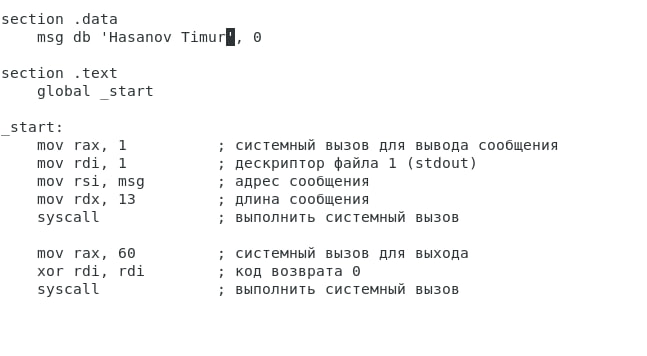 section .data
    msg db 'Hasanov Timur', 0

section .text
    global _start

_start:
    mov rax, 1          ; системный вызов для вывода сообщения
    mov rdi, 1          ; дескриптор файла 1 (stdout)
    mov rsi, msg        ; адрес сообщения
    mov rdx, 13         ; длина сообщения
    syscall             ; выполнить системный вызов

    mov rax, 60         ; системный вызов для выхода
    xor rdi, rdi        ; код возврата 0
    syscall             ; выполнить системный вызов